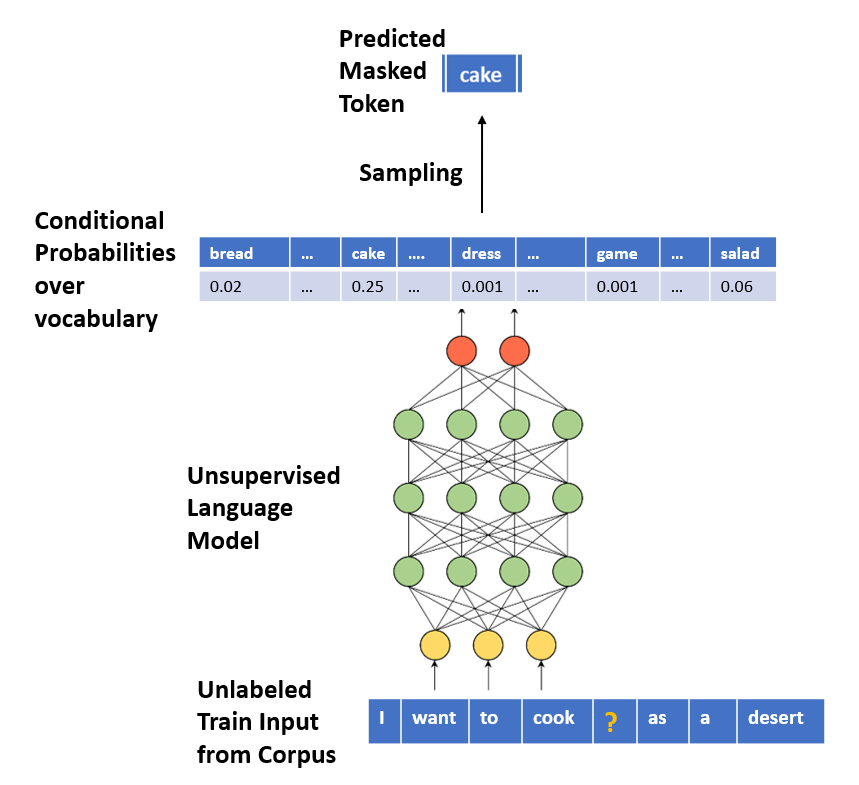 Predicted
Masked
Token
cake
Sampling
Conditional
Probabilities
over
vocabulary
bread ... cake .... dress ... game ... salad
0.02 ... 0.25 ... 0.001 ... 0.001 ... 0.06
Unsupervised
Language
Model
Unlabeled
Train Input
from Corpus
I want to cook ? as a desert